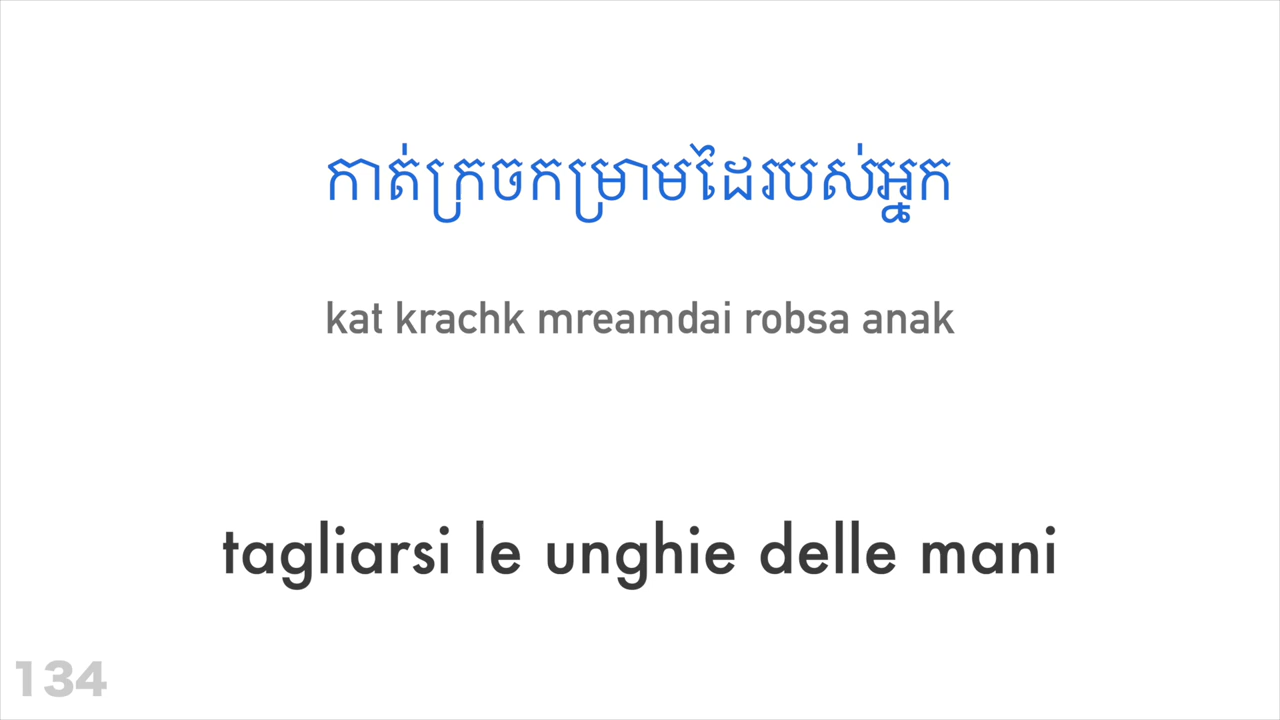 កាត់ក្រចកម្រាមដៃរបស់អ្នក
kat krachk mreamdai robsa anak
tagliarsi le unghie delle mani
134